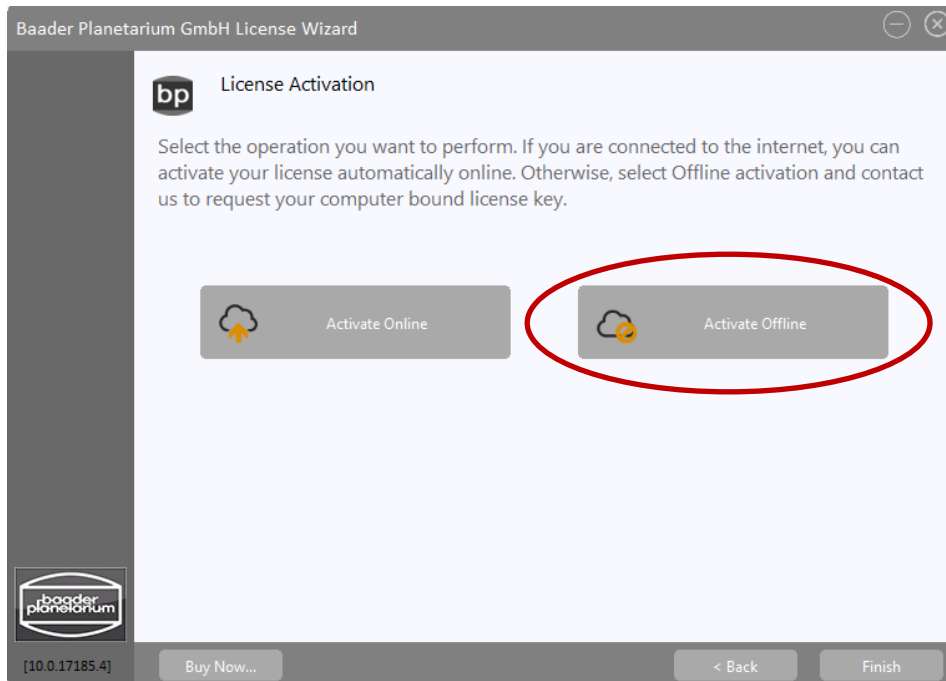 Baader Planetarium GmbH License Wizard
bp
License Activation
Select the operation you want to perform. If you are connected to the internet, you can
activate your license automatically online. Otherwise, select Offline activation and contact
us to request your computer bound license key.
Activate Online
Activate Offline
baader
planetarium
[10.0.17185.4]
Buy Now...
< Back
Finish